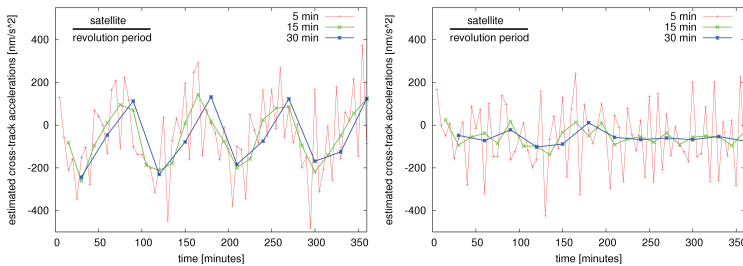 satellite
revolution period
5 min
15 min
30 min
estimated cross-track accelerations [nm/s^2]
400
200
0
-200
-400
0 50 100 150 200 250 300 350
time [minutes]
satellite
revolution period
5 min
15 min
30 min
estimated cross-track accelerations [nm/s^2]
400
200
0
-200
-400
0 50 100 150 200 250 300 350
time [minutes]